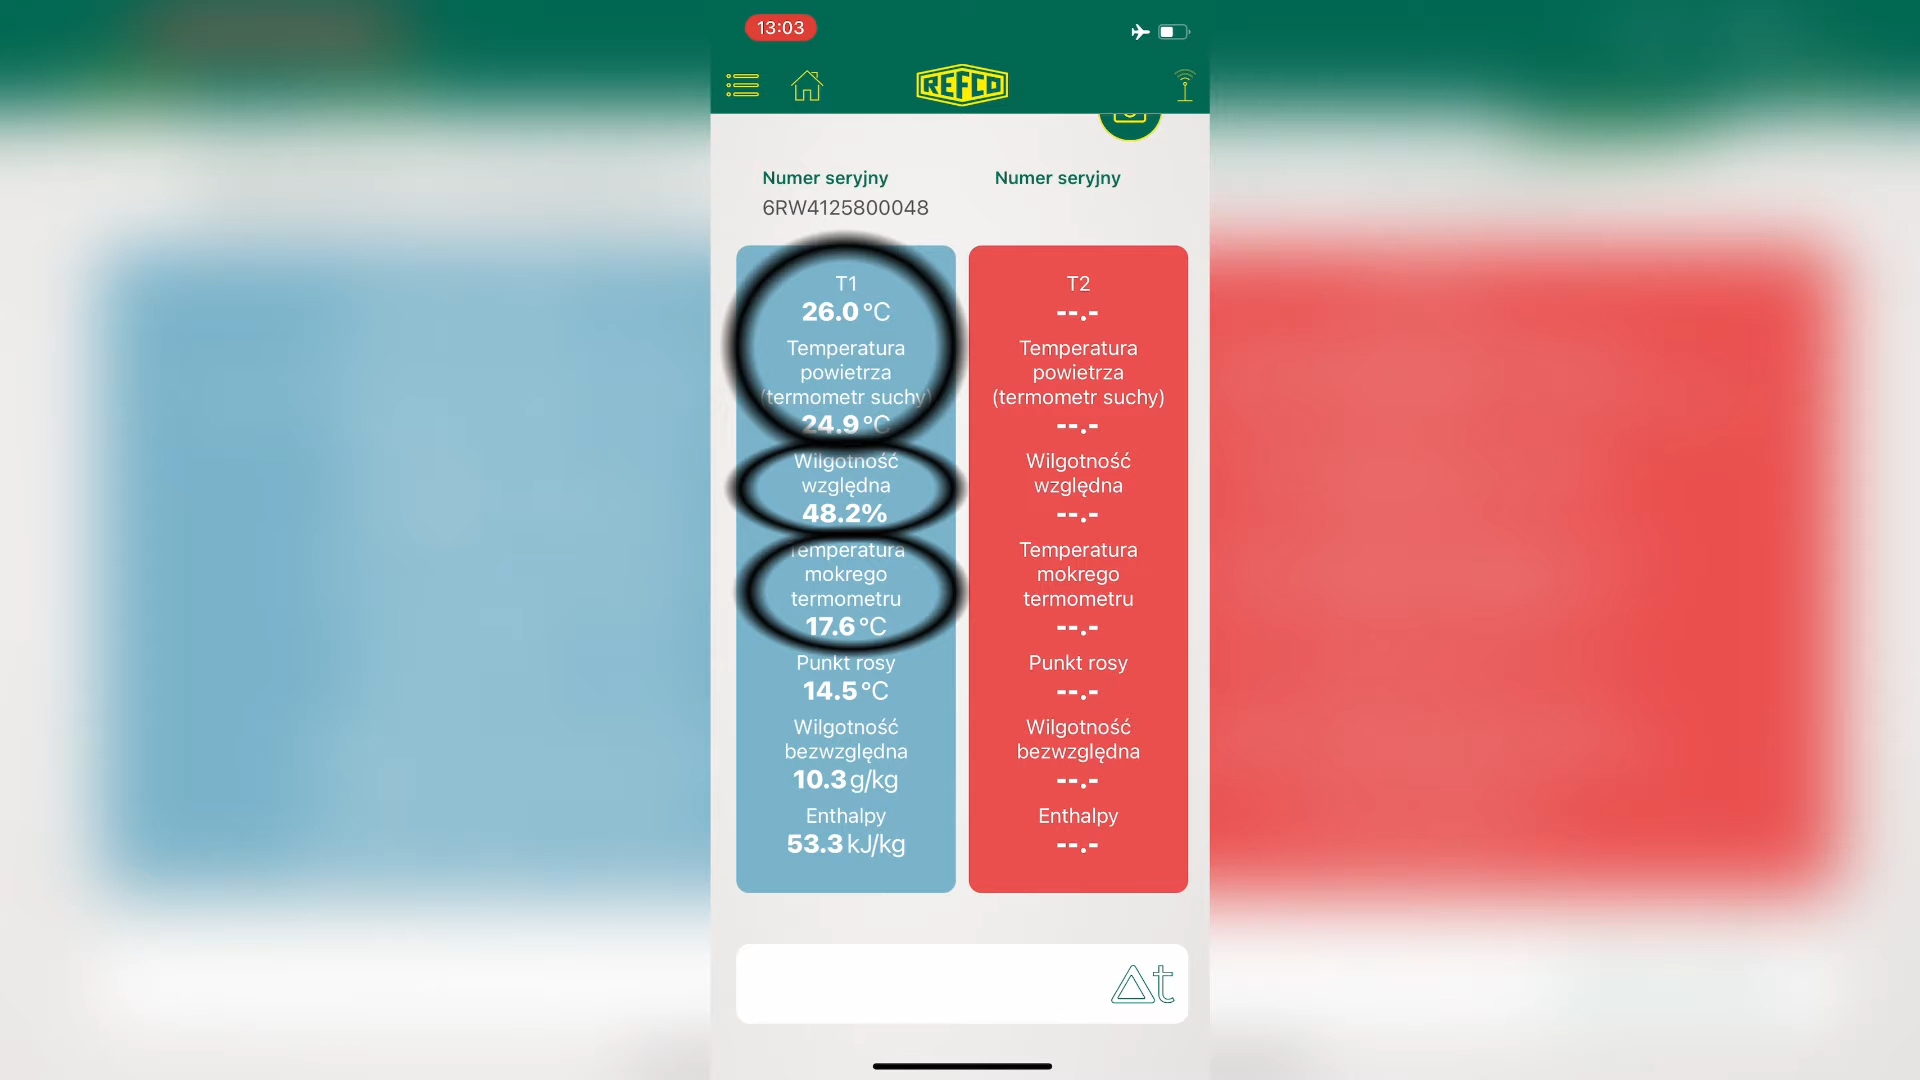 13:03
REFCO
Numer seryjny
6RW4125800048
Numer seryjny
T1
26.0 °C
Temperatura
powietrza
(termometr suchy)
24.9 °C
Wilgotność
względna
48.2%
Temperatura
mokrego
termometru
17.6 °C
Punkt rosy
14.5 °C
Wilgotność
bezwzględna
10.3 g/kg
Enthalpy
53.3 kJ/kg
T2
--.-
Temperatura
powietrza
(termometr suchy)
--.-
Wilgotność
względna
--.-
Temperatura
mokrego
termometru
--.-
Punkt rosy
--.-
Wilgotność
bezwzględna
--.-
Enthalpy
--.-
Δt